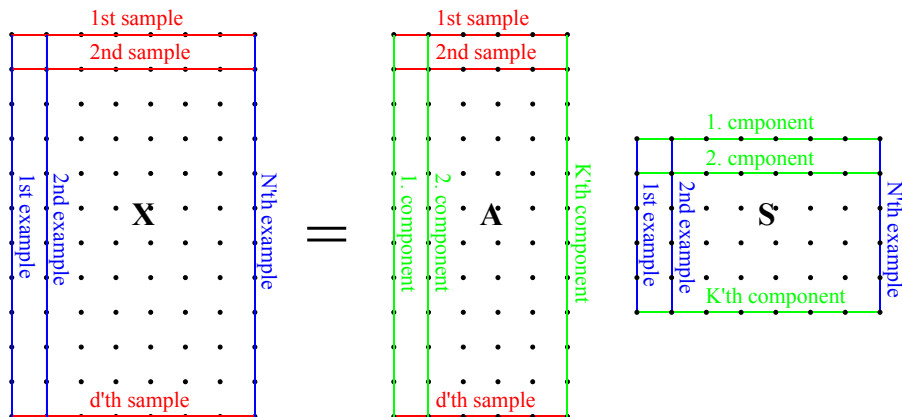 1st sample
2nd sample
1st example
2nd example
X
N'th example
d'th sample
=
1st sample
2nd sample
1. component
2. component
A
K'th component
d'th sample
1. cmponent
2. cmponent
1st example
2nd example
S
N'th example
K'th component